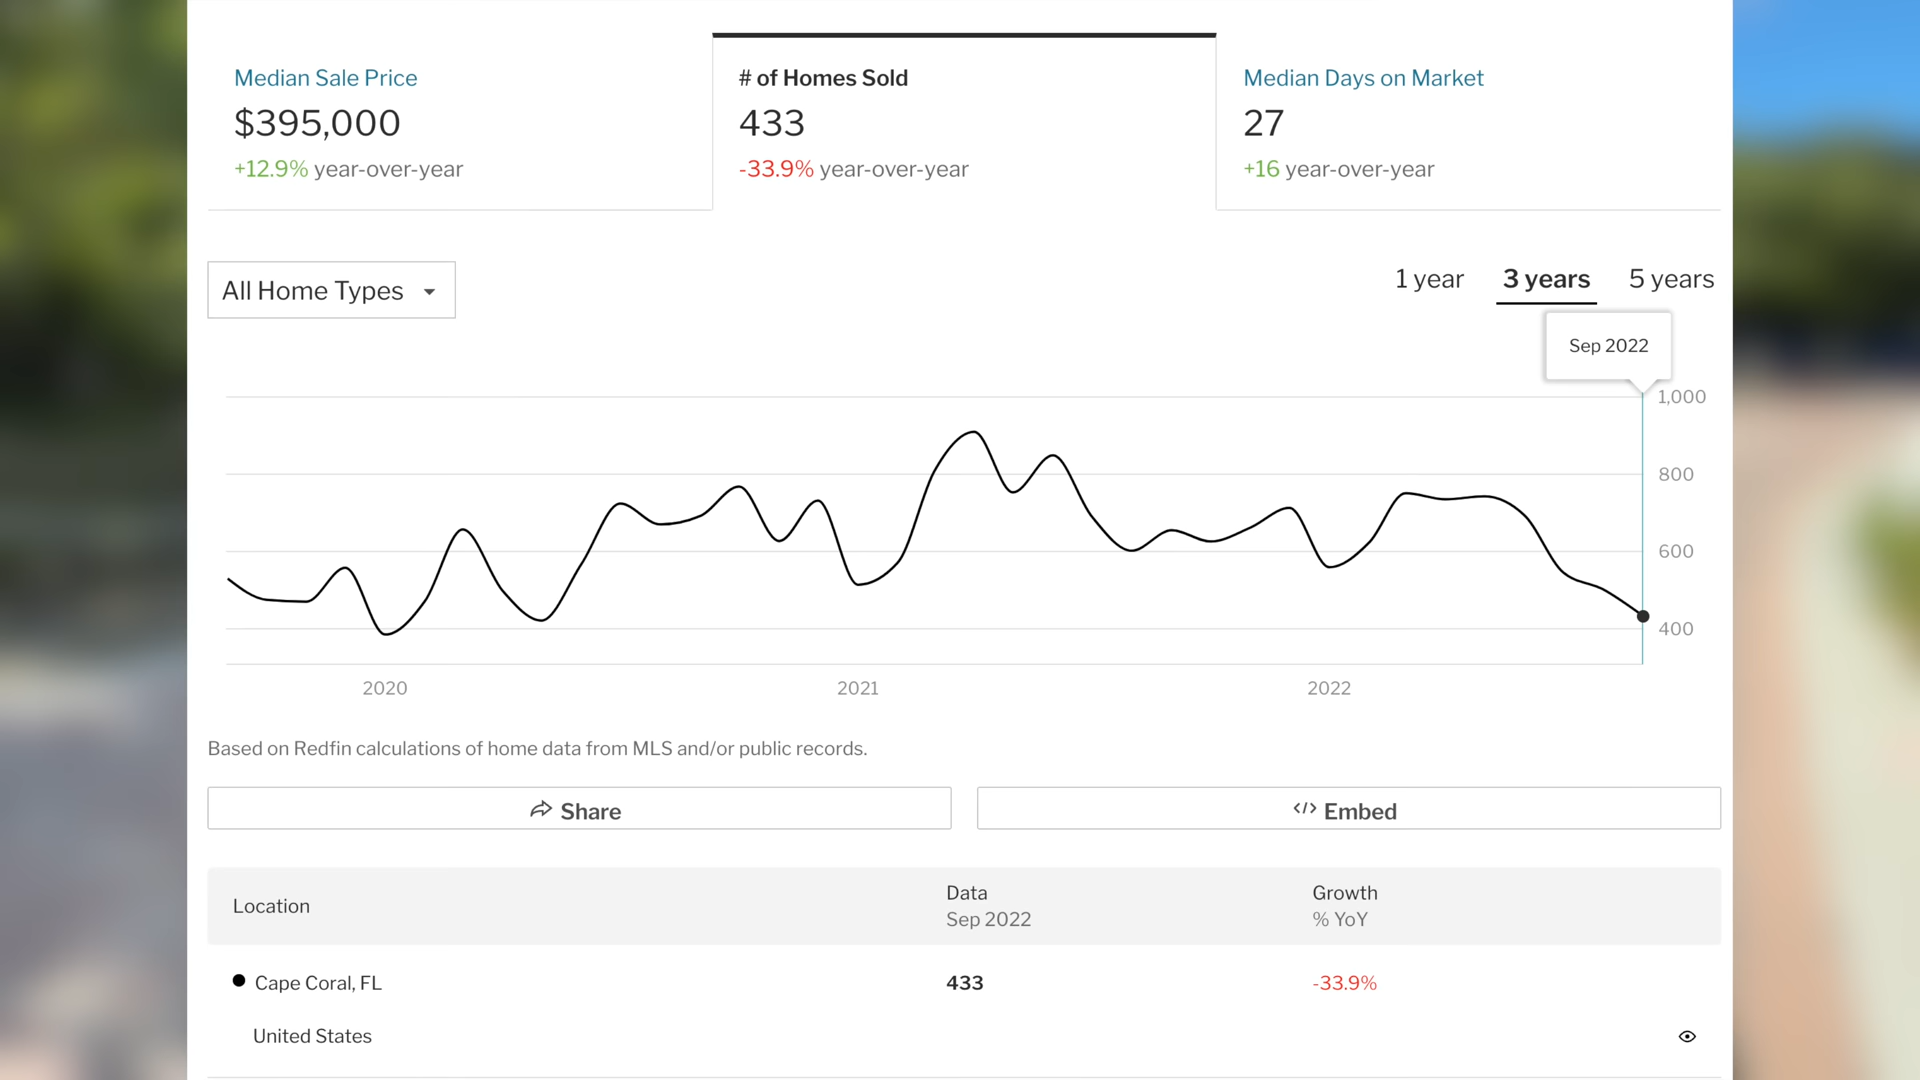 Median Sale Price
$395,000
+12.9% year-over-year
# of Homes Sold
433
-33.9% year-over-year
Median Days on Market
27
+16 year-over-year
All Home Types
1 year 3 years 5 years
Sep 2022
1,000
800
600
400
2020 2021 2022
Based on Redfin calculations of home data from MLS and/or public records.
Share
</> Embed
Location
Data
Sep 2022
Growth
% YoY
Cape Coral, FL 433 -33.9%
United States